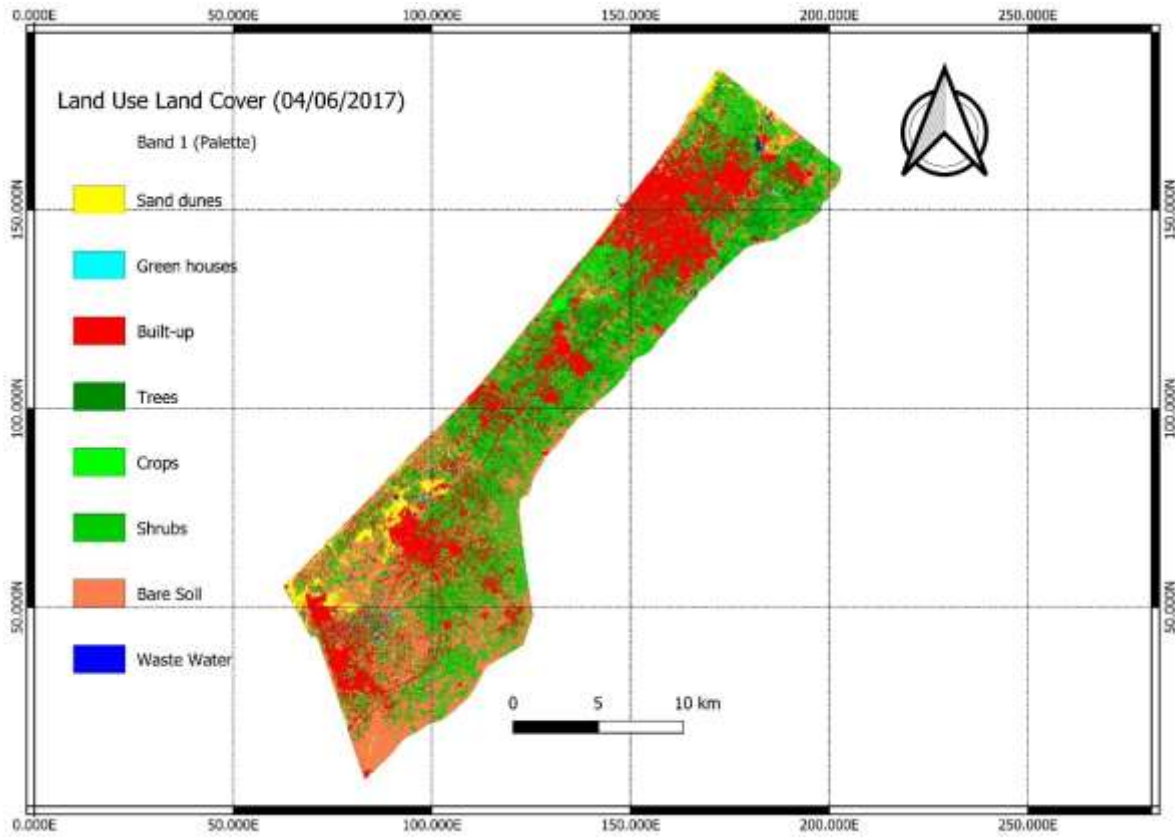 0.000E 50.000E 100.000E 150.000E 200.000E 250.000E
Land Use Land Cover (04/06/2017)
Band 1 (Palette)
Sand dunes
Green houses
Built-up
Trees
Crops
Shrubs
Bare Soil
Waste Water
150.000N
100.000N
50.000N
150.000N
100.000N
50.000N
0 5 10 km
0.000E 50.000E 100.000E 150.000E 200.000E 250.000E